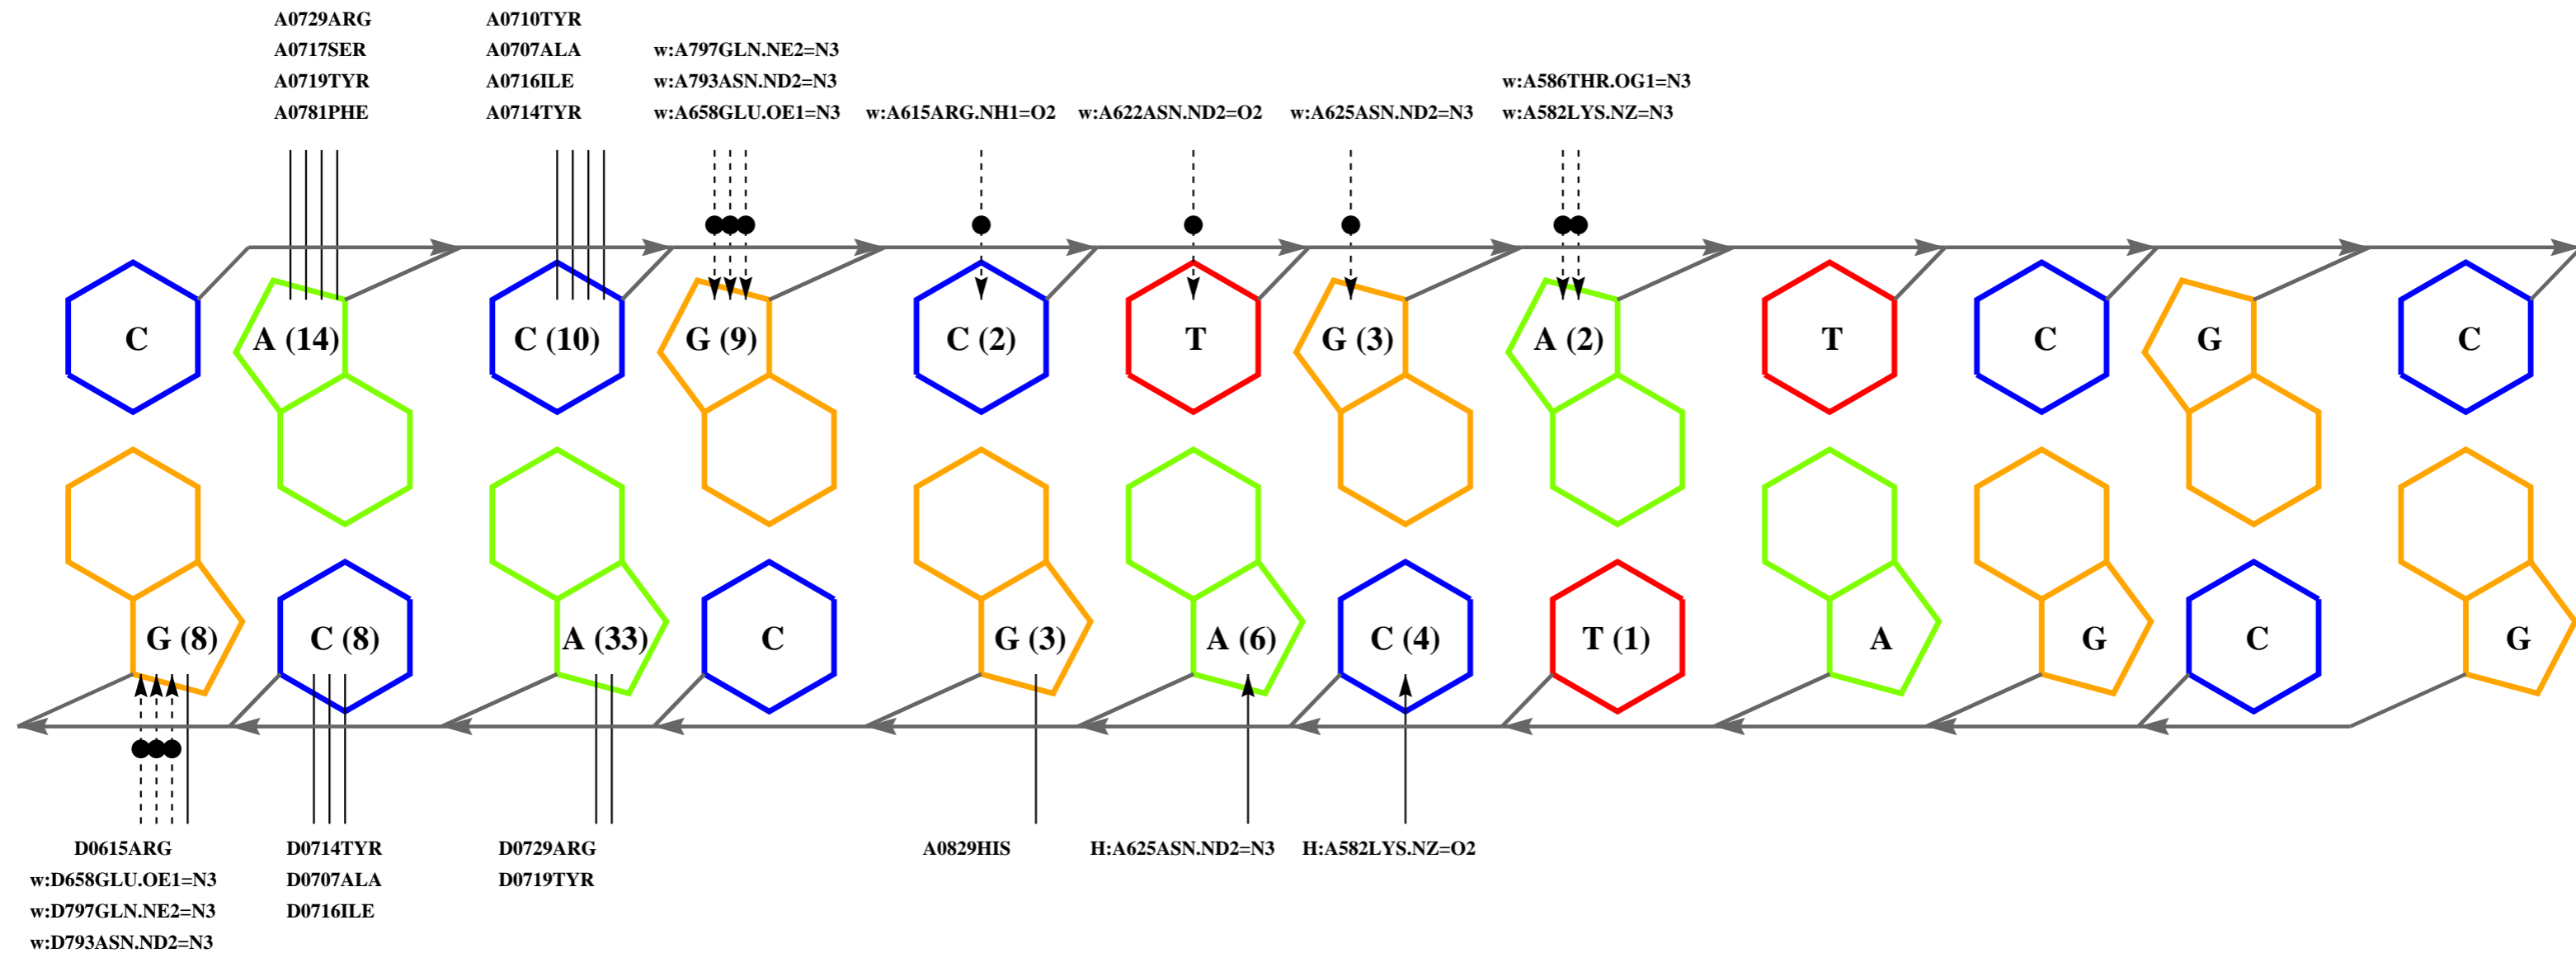 A0729ARG A0710TYR
A0717SER A0707ALA w:A797GLN.NE2=N3
A0719TYR A0716ILE w:A793ASN.ND2=N3 w:A586THR.OG1=N3
A0781PHE A0714TYR w:A658GLU.OE1=N3 w:A615ARG.NH1=O2 w:A622ASN.ND2=O2 w:A625ASN.ND2=N3 w:A582LYS.NZ=N3
C A (14) C (10) G (9) C (2) T G (3) A (2) T C G C
G (8) C (8) A (33) C G (3) A (6) C (4) T (1) A G C G
D0615ARG D0714TYR D0729ARG A0829HIS H:A625ASN.ND2=N3 H:A582LYS.NZ=O2
w:D658GLU.OE1=N3 D0707ALA D0719TYR
w:D797GLN.NE2=N3 D0716ILE
w:D793ASN.ND2=N3